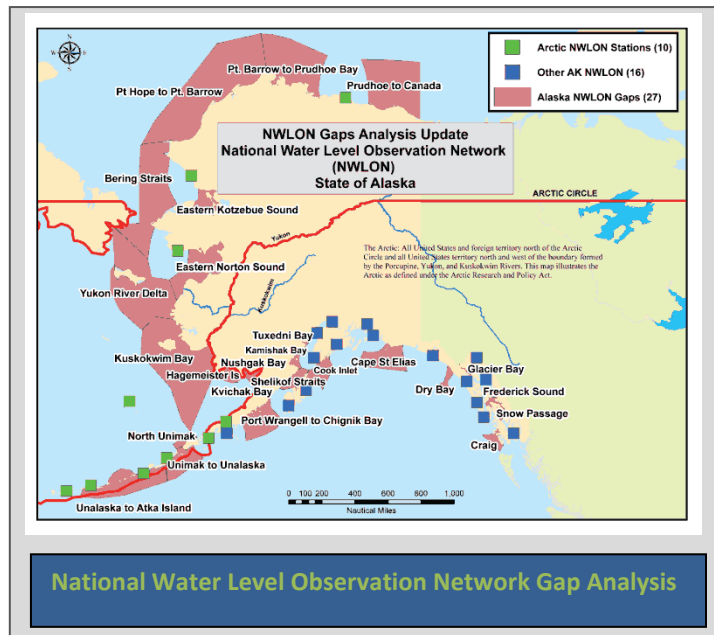 Arctic NWLON Stations (10)
Other AK NWLON (16)
Alaska NWLON Gaps (27)
Pt. Barrow to Prudhoe Bay
Prudhoe to Canada
Pt Hope to Pt. Barrow
NWLON Gaps Analysis Update
National Water Level Observation Network
(NWLON)
State of Alaska
Bering Straits
ARCTIC CIRCLE
Eastern Kotzebue Sound
Yukon
The Arctic: All United States and foreign territory north of the Arctic
Circle and all United States territory north and west of the boundary formed
by the Porcupine, Yukon, and Kuskokwim Rivers. This map illustrates the
Arctic as defined under the Arctic Research and Policy Act.
Eastern Norton Sound
Kuskokwim
Yukon River Delta
Tuxedni Bay
Kuskokwim Bay
Kamishak Bay
Nushgak Bay
Cook Inlet
Cape St Elias
Glacier Bay
Hagemeister Is
Shelikof Straits
Dry Bay
Frederick Sound
Kvichak Bay
Snow Passage
Port Wrangell to Chignik Bay
North Unimak
Craig
Unimak to Unalaska
Unalaska to Atka Island
0 100 200 400 600 800 1,000
Nautical Miles
National Water Level Observation Network Gap Analysis